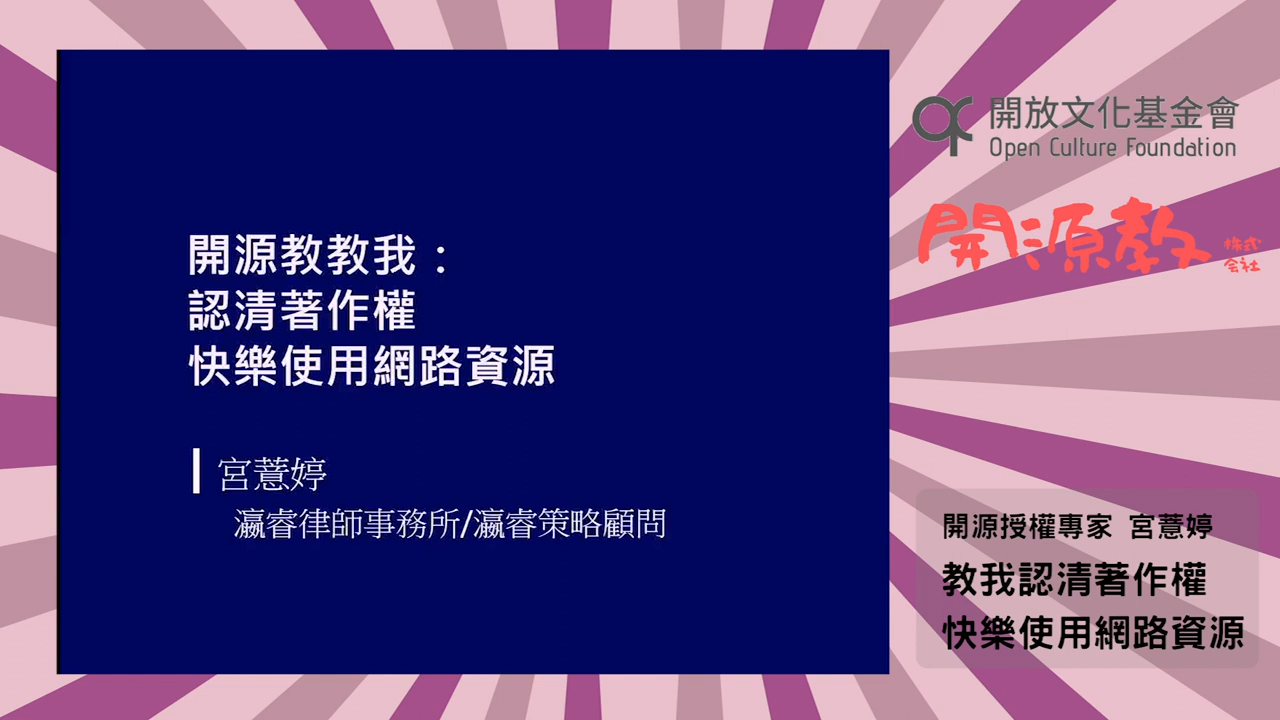 開源教教我：
認清著作權
快樂使用網路資源
宮薏婷
瀛睿律師事務所/瀛睿策略顧問
開放文化基金會
Open Culture Foundation
開源教 株式会社
開源授權專家 宮薏婷
教我認清著作權
快樂使用網路資源